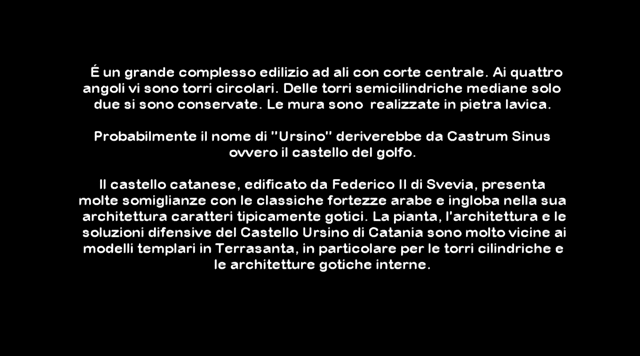 É un grande complesso edilizio ad ali con corte centrale. Ai quattro
angoli vi sono torri circolari. Delle torri semicilindriche mediane solo
due si sono conservate. Le mura sono realizzate in pietra lavica.
Probabilmente il nome di "Ursino" deriverebbe da Castrum Sinus
ovvero il castello del golfo.
Il castello catanese, edificato da Federico II di Svevia, presenta
molte somiglianze con le classiche fortezze arabe e ingloba nella sua
architettura caratteri tipicamente gotici. La pianta, l'architettura e le
soluzioni difensive del Castello Ursino di Catania sono molto vicine ai
modelli templari in Terrasanta, in particolare per le torri cilindriche e
le architetture gotiche interne.